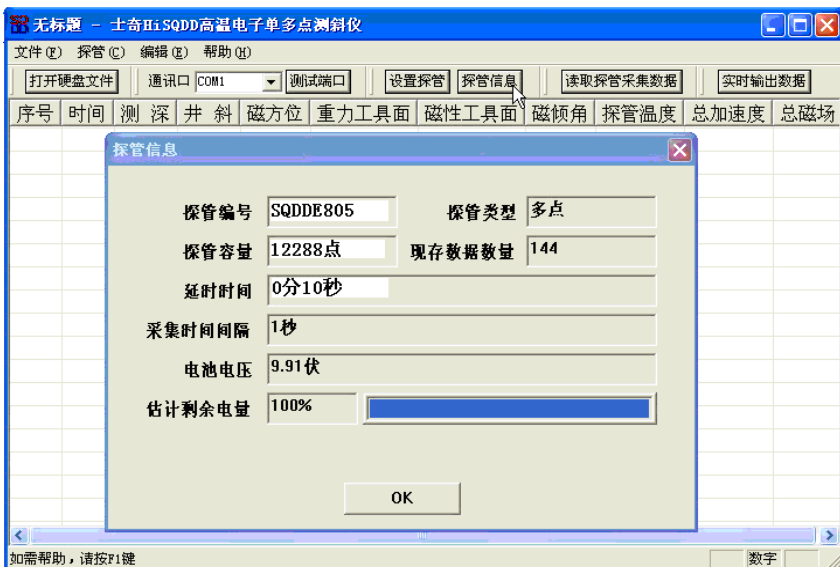 无标题 - 士奇HiSQDD高温电子单多点测斜仪
文件(F) 探管(C) 编辑(E) 帮助(H)
打开硬盘文件 通讯口 COM1 测试端口 设置探管 探管信息 读取探管采集数据 实时输出数据
序号 时间 测 深 井 斜 磁方位 重力工具面 磁性工具面 磁倾角 探管温度 总加速度 总磁场
探管信息
探管编号 SQDDE805 探管类型 多点
探管容量 12288点 现存数据数量 144
延时时间 0分10秒
采集时间间隔 1秒
电池电压 9.91伏
估计剩余电量 100%
OK
如需帮助，请按F1键 数字